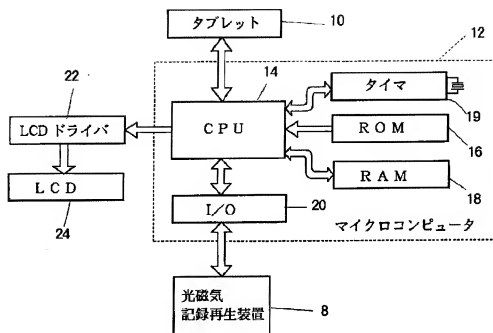 タブレット
10
12
22
14
タイマ
19
LCDドライバ
CPU
ROM
16
LCD
24
RAM
18
I/O
20
マイクロコンピュータ
光磁気
記録再生装置
8